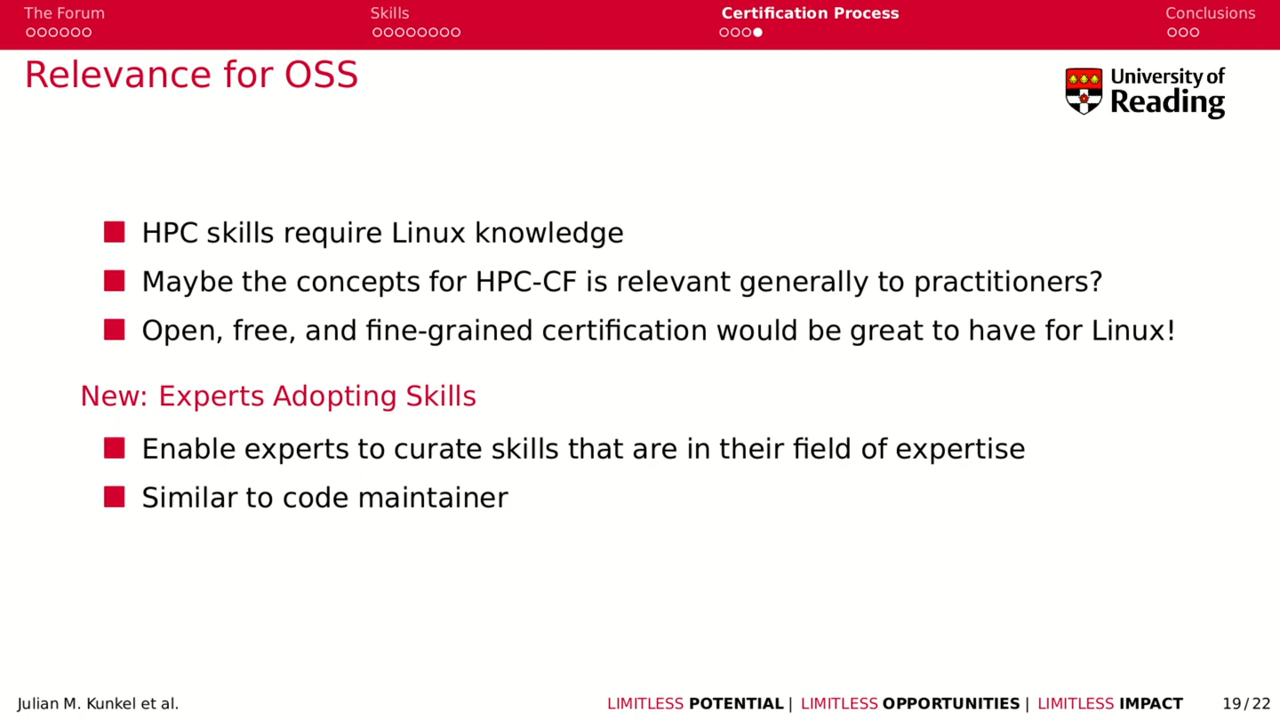 The Forum
Skills
Certification Process
Conclusions
Relevance for OSS
University of
Reading
HPC skills require Linux knowledge
Maybe the concepts for HPC-CF is relevant generally to practitioners?
Open, free, and fine-grained certification would be great to have for Linux!
New: Experts Adopting Skills
Enable experts to curate skills that are in their field of expertise
Similar to code maintainer
Julian M. Kunkel et al.
LIMITLESS POTENTIAL | LIMITLESS OPPORTUNITIES | LIMITLESS IMPACT
19/22